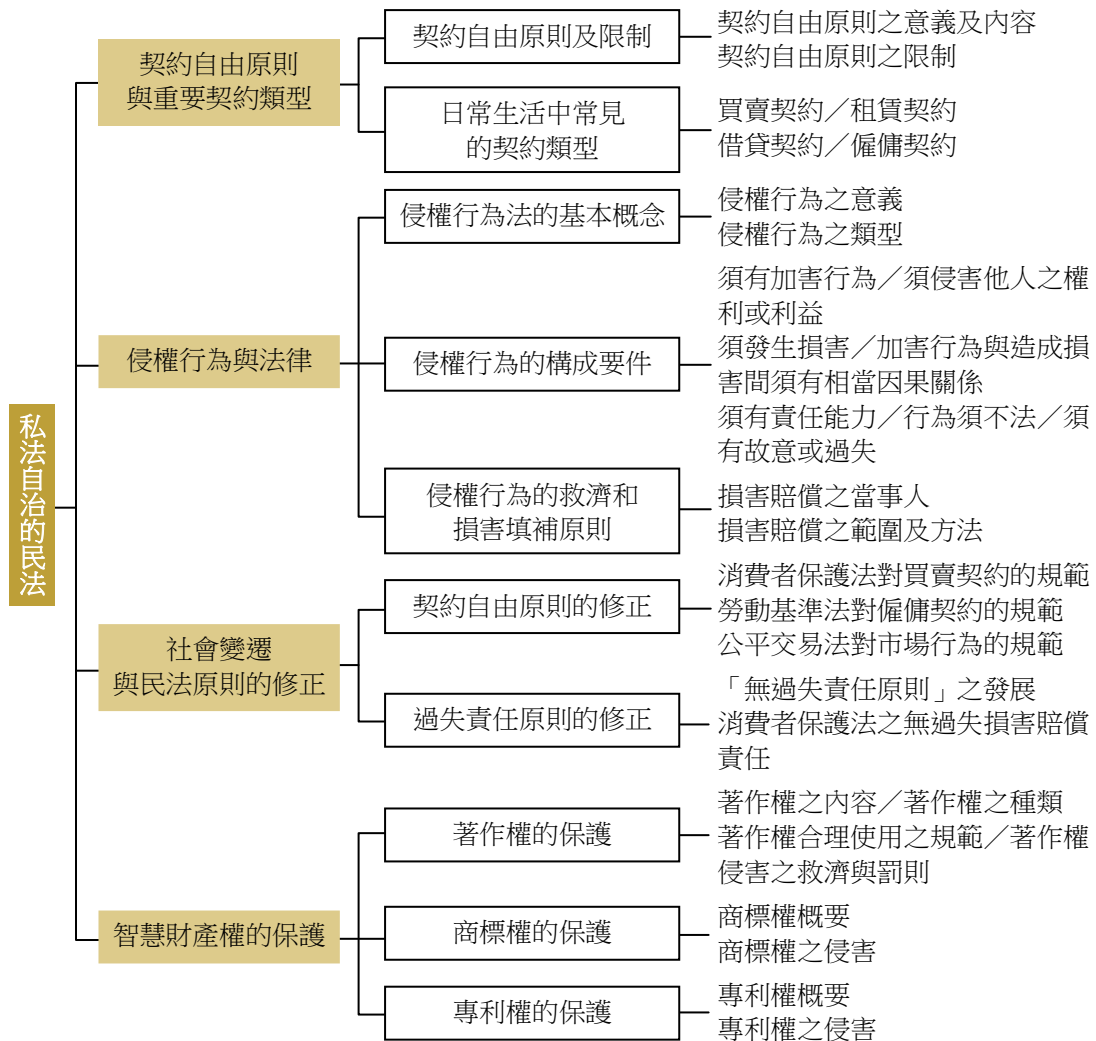 私法自治的民法
契約自由原則
與重要契約類型
契約自由原則及限制
契約自由原則之意義及內容
契約自由原則之限制
日常生活中常見
的契約類型
買賣契約／租賃契約
借貸契約／僱傭契約
侵權行為與法律
侵權行為法的基本概念
侵權行為之意義
侵權行為之類型
侵權行為的構成要件
須有加害行為／須侵害他人之權
利或利益
須發生損害／加害行為與造成損
害間須有相當因果關係
須有責任能力／行為須不法／須
有故意或過失
侵權行為的救濟和
損害填補原則
損害賠償之當事人
損害賠償之範圍及方法
社會變遷
與民法原則的修正
契約自由原則的修正
消費者保護法對買賣契約的規範
勞動基準法對僱傭契約的規範
公平交易法對市場行為的規範
過失責任原則的修正
「無過失責任原則」之發展
消費者保護法之無過失損害賠償
責任
智慧財產權的保護
著作權的保護
著作權之內容／著作權之種類
著作權合理使用之規範／著作權
侵害之救濟與罰則
商標權的保護
商標權概要
商標權之侵害
專利權的保護
專利權概要
專利權之侵害